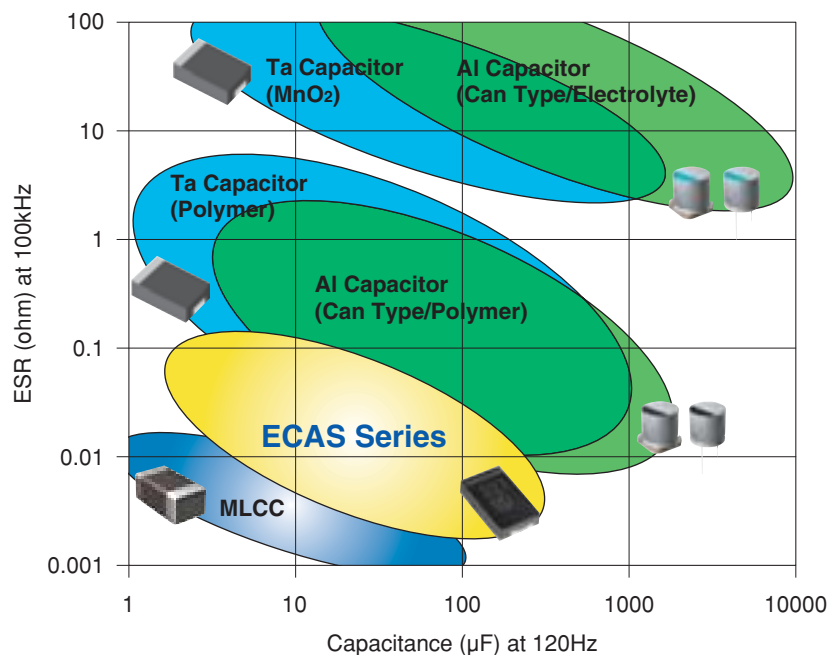 100
10
1
0.1
0.01
0.001
ESR (ohm) at 100kHz
Ta Capacitor
(MnO2)
Al Capacitor
(Can Type/Electrolyte)
Ta Capacitor
(Polymer)
Al Capacitor
(Can Type/Polymer)
ECAS Series
MLCC
1
10
100
1000
10000
Capacitance (µF) at 120Hz